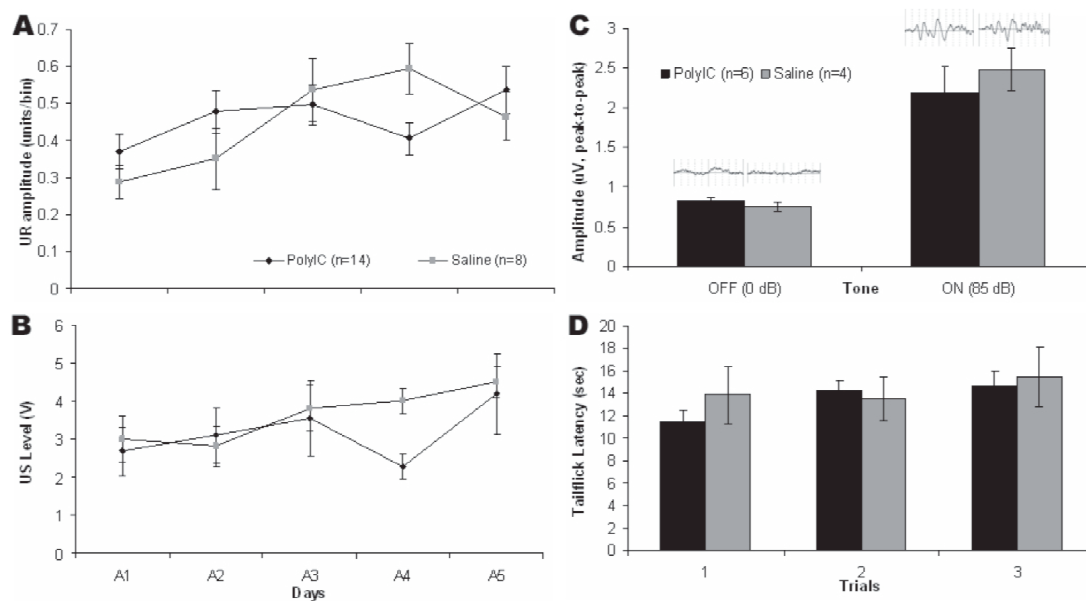 A
UR amplitude (units/bin)
0.7
0.6
0.5
0.4
0.3
0.2
0.1
0
PolyIC (n=14)
Saline (n=8)
B
US Level (V)
6
5
4
3
2
1
0
A1 A2 A3 A4 A5
Days
C
Amplitude (uV, peak-to-peak)
3
2.5
2
1.5
1
0.5
0
PolyIC (n=6)
Saline (n=4)
OFF (0 dB) Tone ON (85 dB)
D
Tailflick Latency (sec)
20
18
16
14
12
10
8
6
4
2
0
1 2 3
Trials